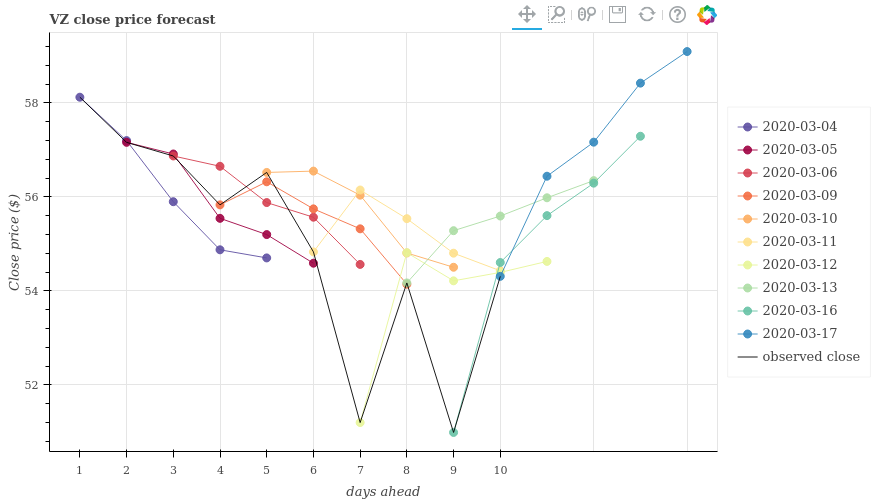 VZ close price forecast
Close price ($)
58
56
54
52
1 2 3 4 5 6 7 8 9 10
days ahead
2020-03-04
2020-03-05
2020-03-06
2020-03-09
2020-03-10
2020-03-11
2020-03-12
2020-03-13
2020-03-16
2020-03-17
observed close